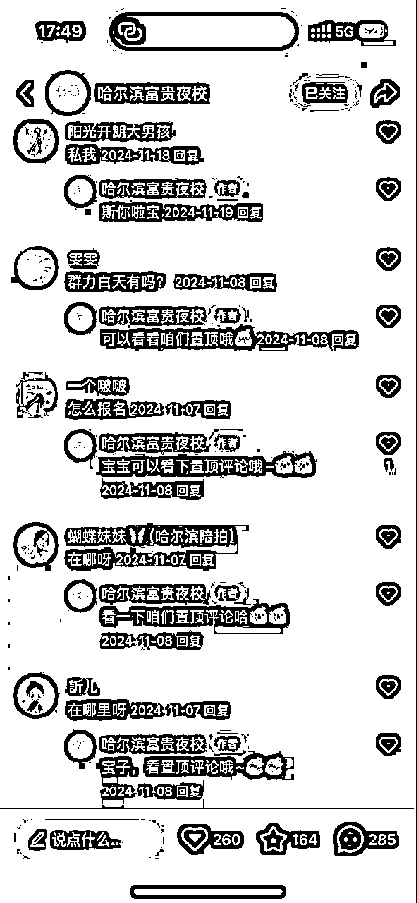 17:49
5G
哈尔滨富贵夜校
已关注
阳光开朗大男孩
私我 2024-11-18 回复
哈尔滨富贵夜校 作者
斯你啦宝 2024-11-19 回复
雯雯
群力白天有吗? 2024-11-08 回复
哈尔滨富贵夜校 作者
可以看看咱们置顶哦 2024-11-08 回复
一个啵啵
怎么报名 2024-11-07 回复
哈尔滨富贵夜校 作者
宝宝可以看下置顶评论哦~
1
2024-11-08 回复
蝴蝶妹妹(哈尔滨陪拍)
在哪呀 2024-11-07 回复
哈尔滨富贵夜校 作者
看一下咱们置顶评论哈
2024-11-08 回复
昕儿
在哪里呀 2024-11-07 回复
哈尔滨富贵夜校 作者
宝子,看置顶评论哦~
2024-11-08 回复
说点什么...
260
164
285